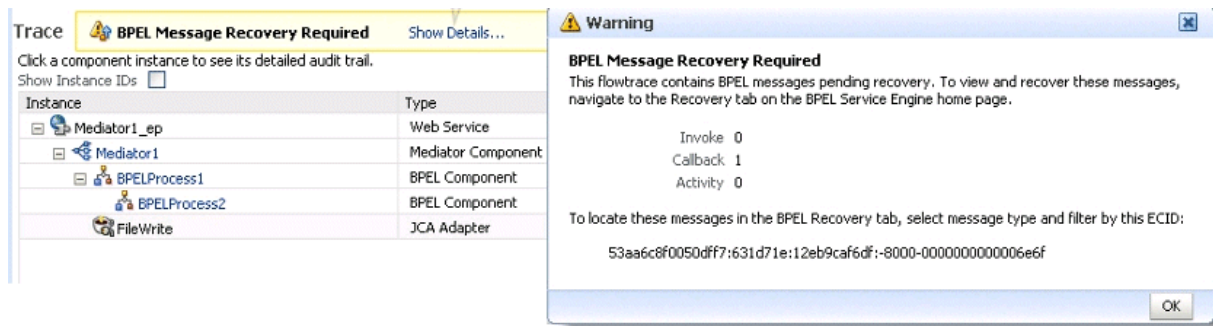 Trace BPEL Message Recovery Required Show Details...
Click a component instance to see its detailed audit trail.
Show Instance IDs
Instance Type
Mediator1_ep Web Service
Mediator1 Mediator Component
BPELProcess1 BPEL Component
BPELProcess2 BPEL Component
FileWrite JCA Adapter
Warning
BPEL Message Recovery Required
This flowtrace contains BPEL messages pending recovery. To view and recover these messages,
navigate to the Recovery tab on the BPEL Service Engine home page.
Invoke 0
Callback 1
Activity 0
To locate these messages in the BPEL Recovery tab, select message type and filter by this ECID:
53aa6c8f0050dff7:631d71e:12eb9caf6df:-8000-0000000000006e6f
OK